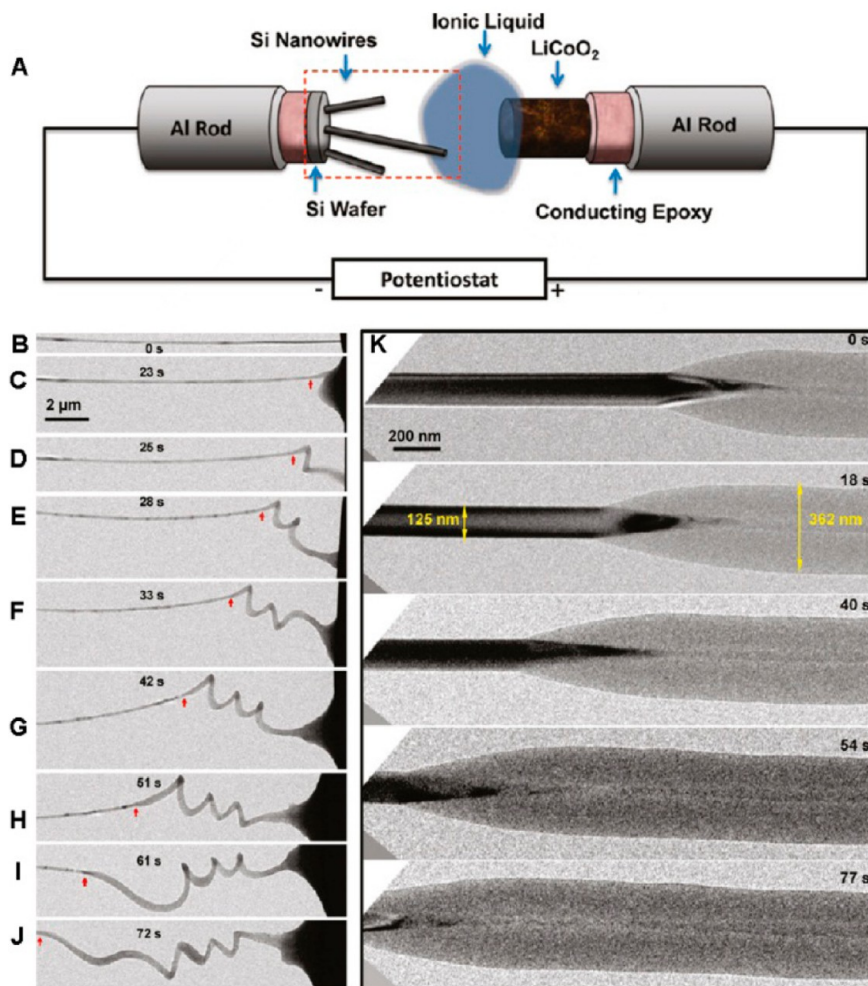 Ionic Liquid
Si Nanowires
LiCoO₂
A
Al Rod
Al Rod
Si Wafer
Conducting Epoxy
- Potentiostat +
B
0 s
C
23 s
2 µm
D
25 s
E
28 s
F
33 s
G
42 s
H
51 s
I
61 s
J
72 s
K
0 s
200 nm
18 s
125 nm
362 nm
40 s
54 s
77 s